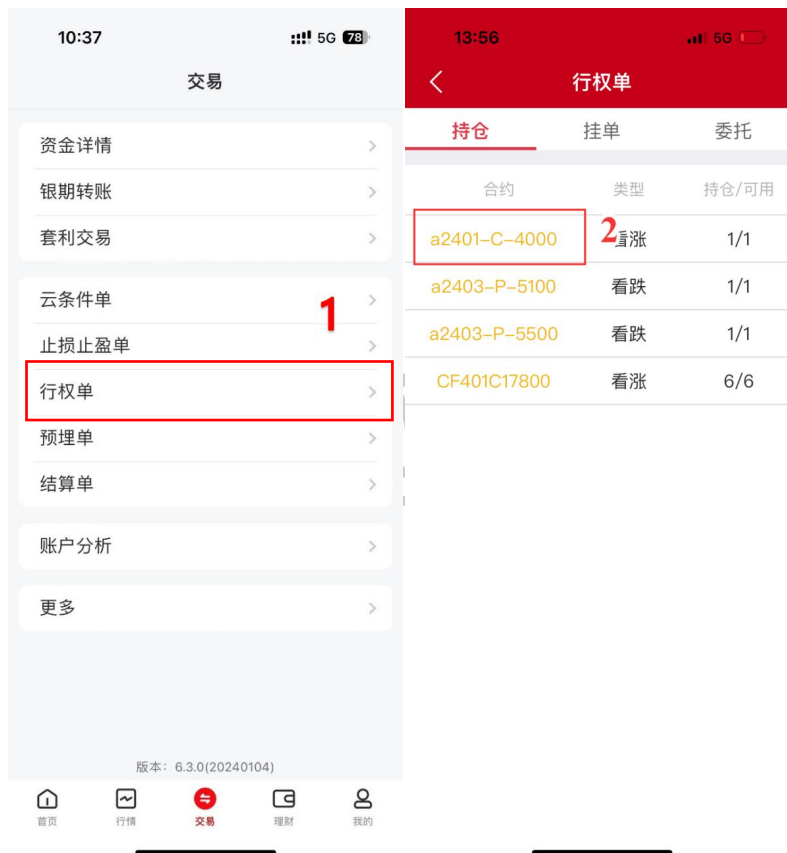 10:37
5G 78
交易
资金详情
银期转账
套利交易
云条件单
1
止损止盈单
行权单
预埋单
结算单
账户分析
更多
版本：6.3.0(20240104)
首页 行情 交易 理财 我的
13:56
5G
行权单
持仓 挂单 委托
合约 类型 持仓/可用
a2401-C-4000 2 看涨 1/1
a2403-P-5100 看跌 1/1
a2403-P-5500 看跌 1/1
CF401C17800 看涨 6/6